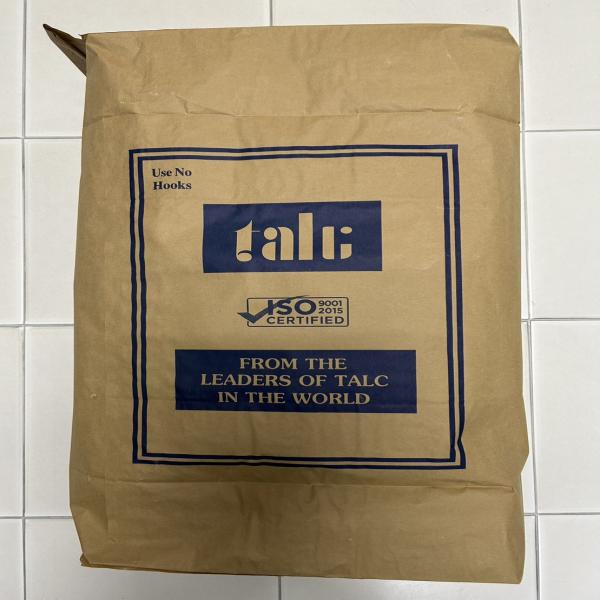 Use No
Hooks
talc
ISO 9001
2015
CERTIFIED
FROM THE
LEADERS OF TALC
IN THE WORLD